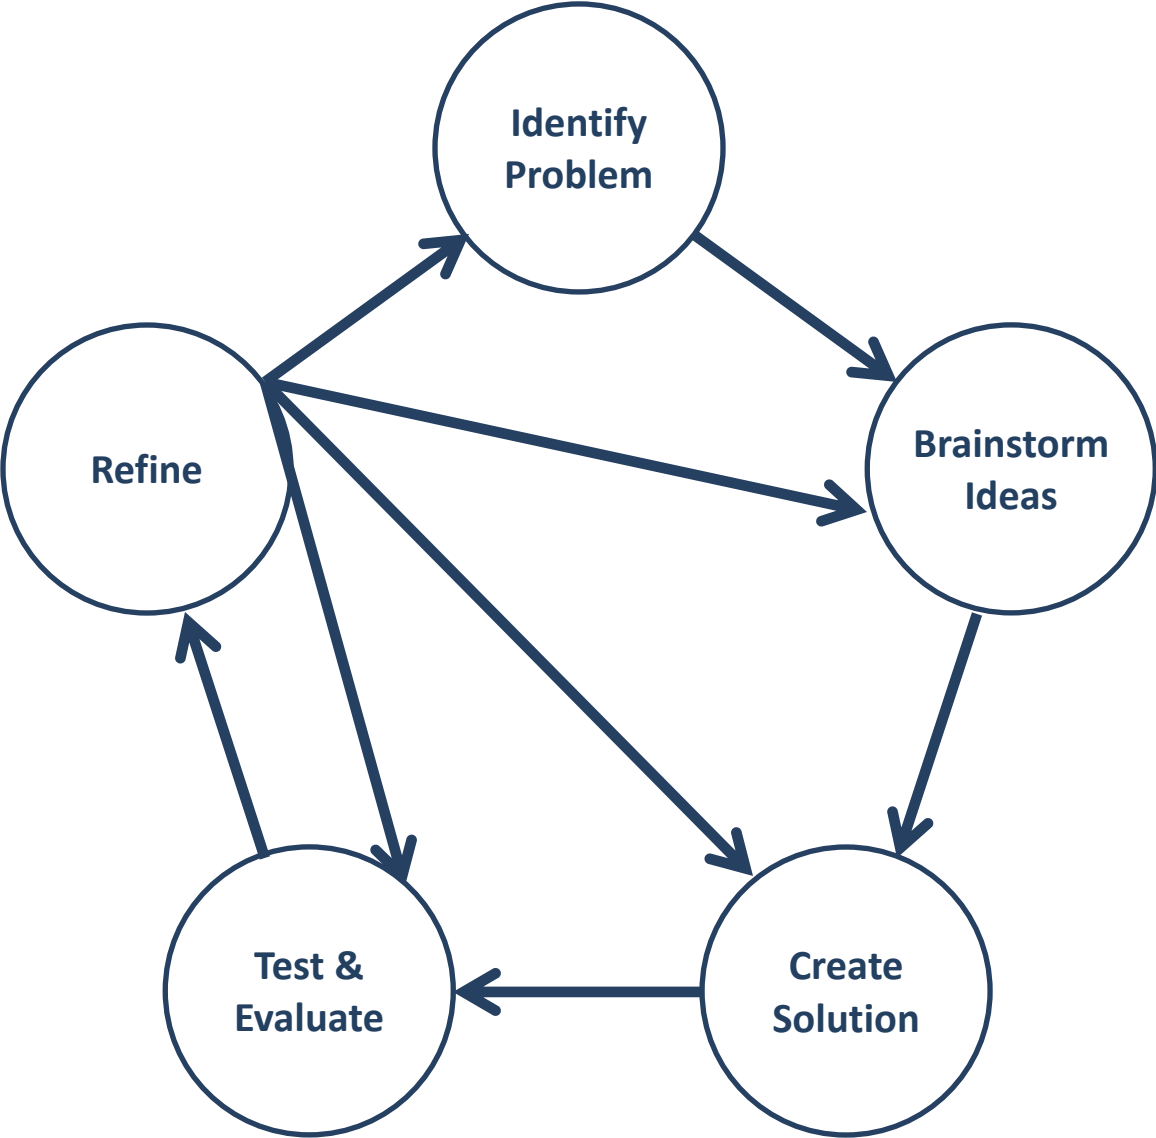 Identify
Problem
Brainstorm
Ideas
Refine
Create
Solution
Test &
Evaluate